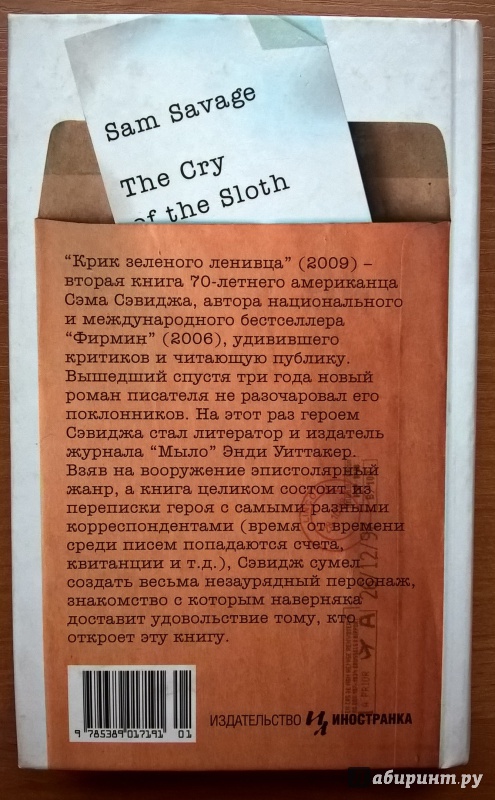 Sam Savage
The Cry
of the Sloth
"Крик зеленого ленивца" (2009) –
вторая книга 70-летнего американца
Сэма Сэвиджа, автора национального
и международного бестселлера
"Фирмин" (2006), удивившего
критиков и читающую публику.
Вышедший спустя три года новый
роман писателя не разочаровал его
поклонников. На этот раз героем
Сэвиджа стал литератор и издатель
журнала "Мыло" Энди Уиттакер.
Взяв на вооружение эпистолярный
жанр, а книга целиком состоит из
переписки героя с самыми разными
корреспондентами (время от времени
среди писем попадаются счета,
квитанции и т.д.), Сэвидж сумел
создать весьма незаурядный персонаж,
знакомство с которым наверняка
доставит удовольствие тому, кто
откроет эту книгу.
9 785389 017191 01
ИЗДАТЕЛЬСТВО ИЛ ИНОСТРАНКА
абиринт.ру